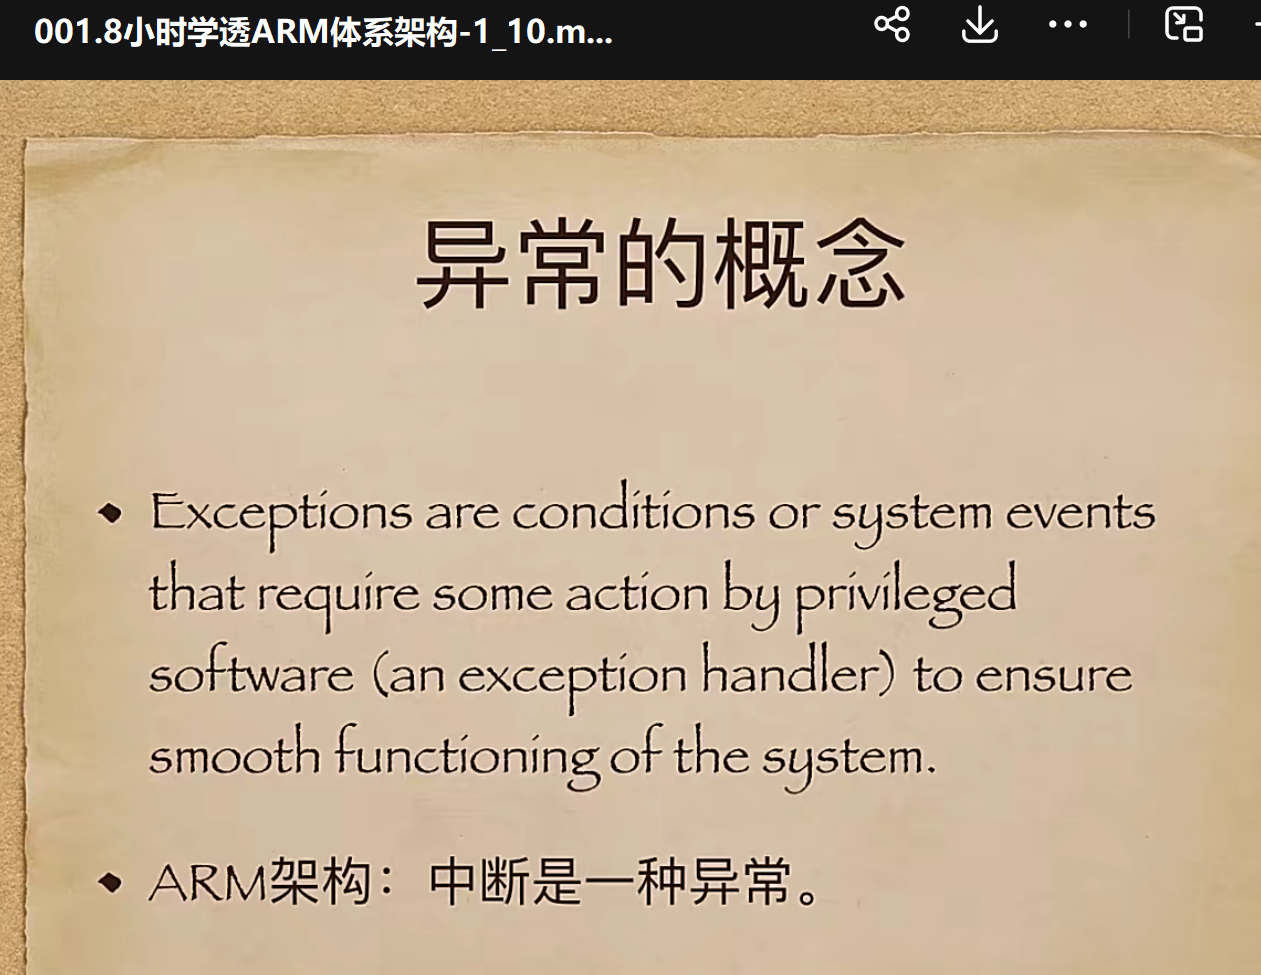 001.8小时学透ARM体系架构-1_10.m...
异常的概念
Exceptions are conditions or system events
that require some action by privileged
software (an exception handler) to ensure
smooth functioning of the system.
ARM架构：中断是一种异常。